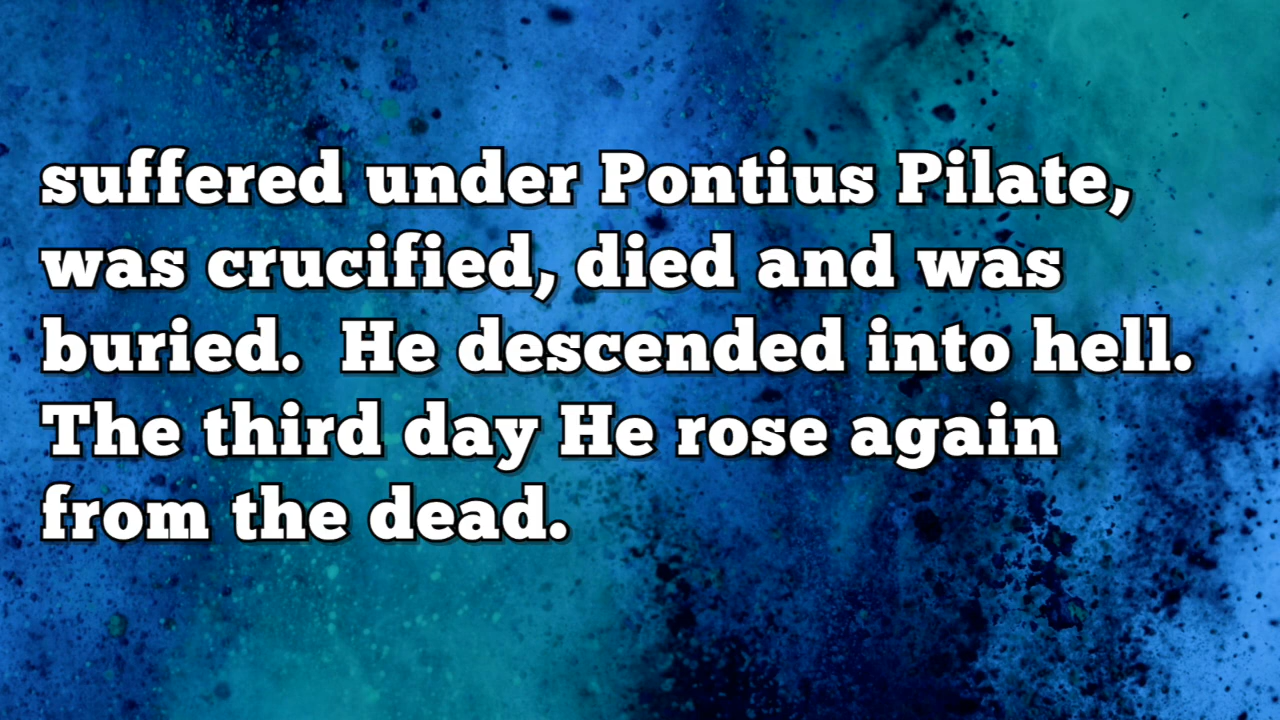 suffered under Pontius Pilate,
was crucified, died and was
buried.  He descended into hell.
The third day He rose again
from the dead.